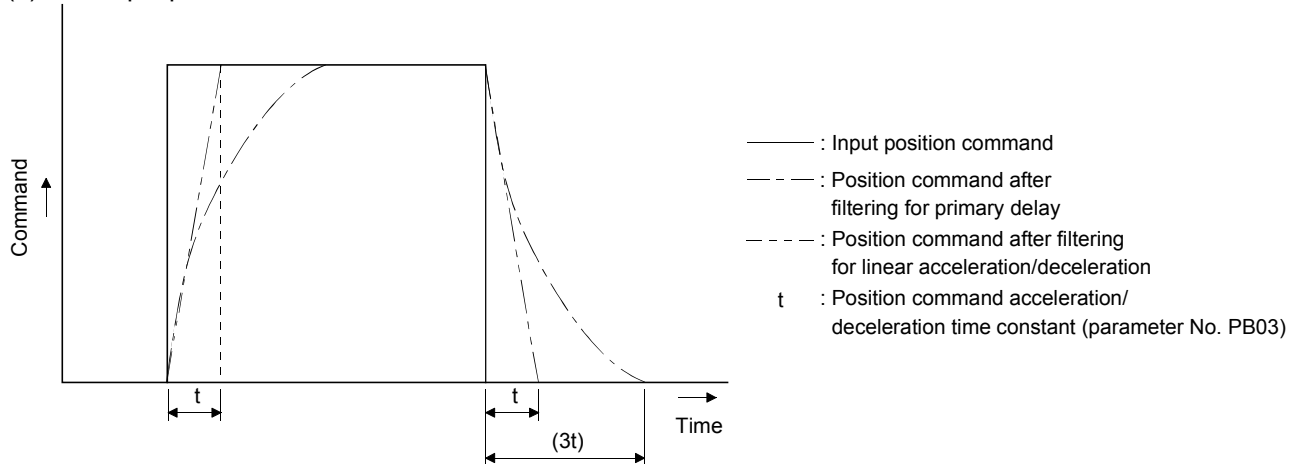 Command
: Input position command
: Position command after
filtering for primary delay
: Position command after filtering
for linear acceleration/deceleration
t : Position command acceleration/
deceleration time constant (parameter No. PB03)
t
t
Time
(3t)